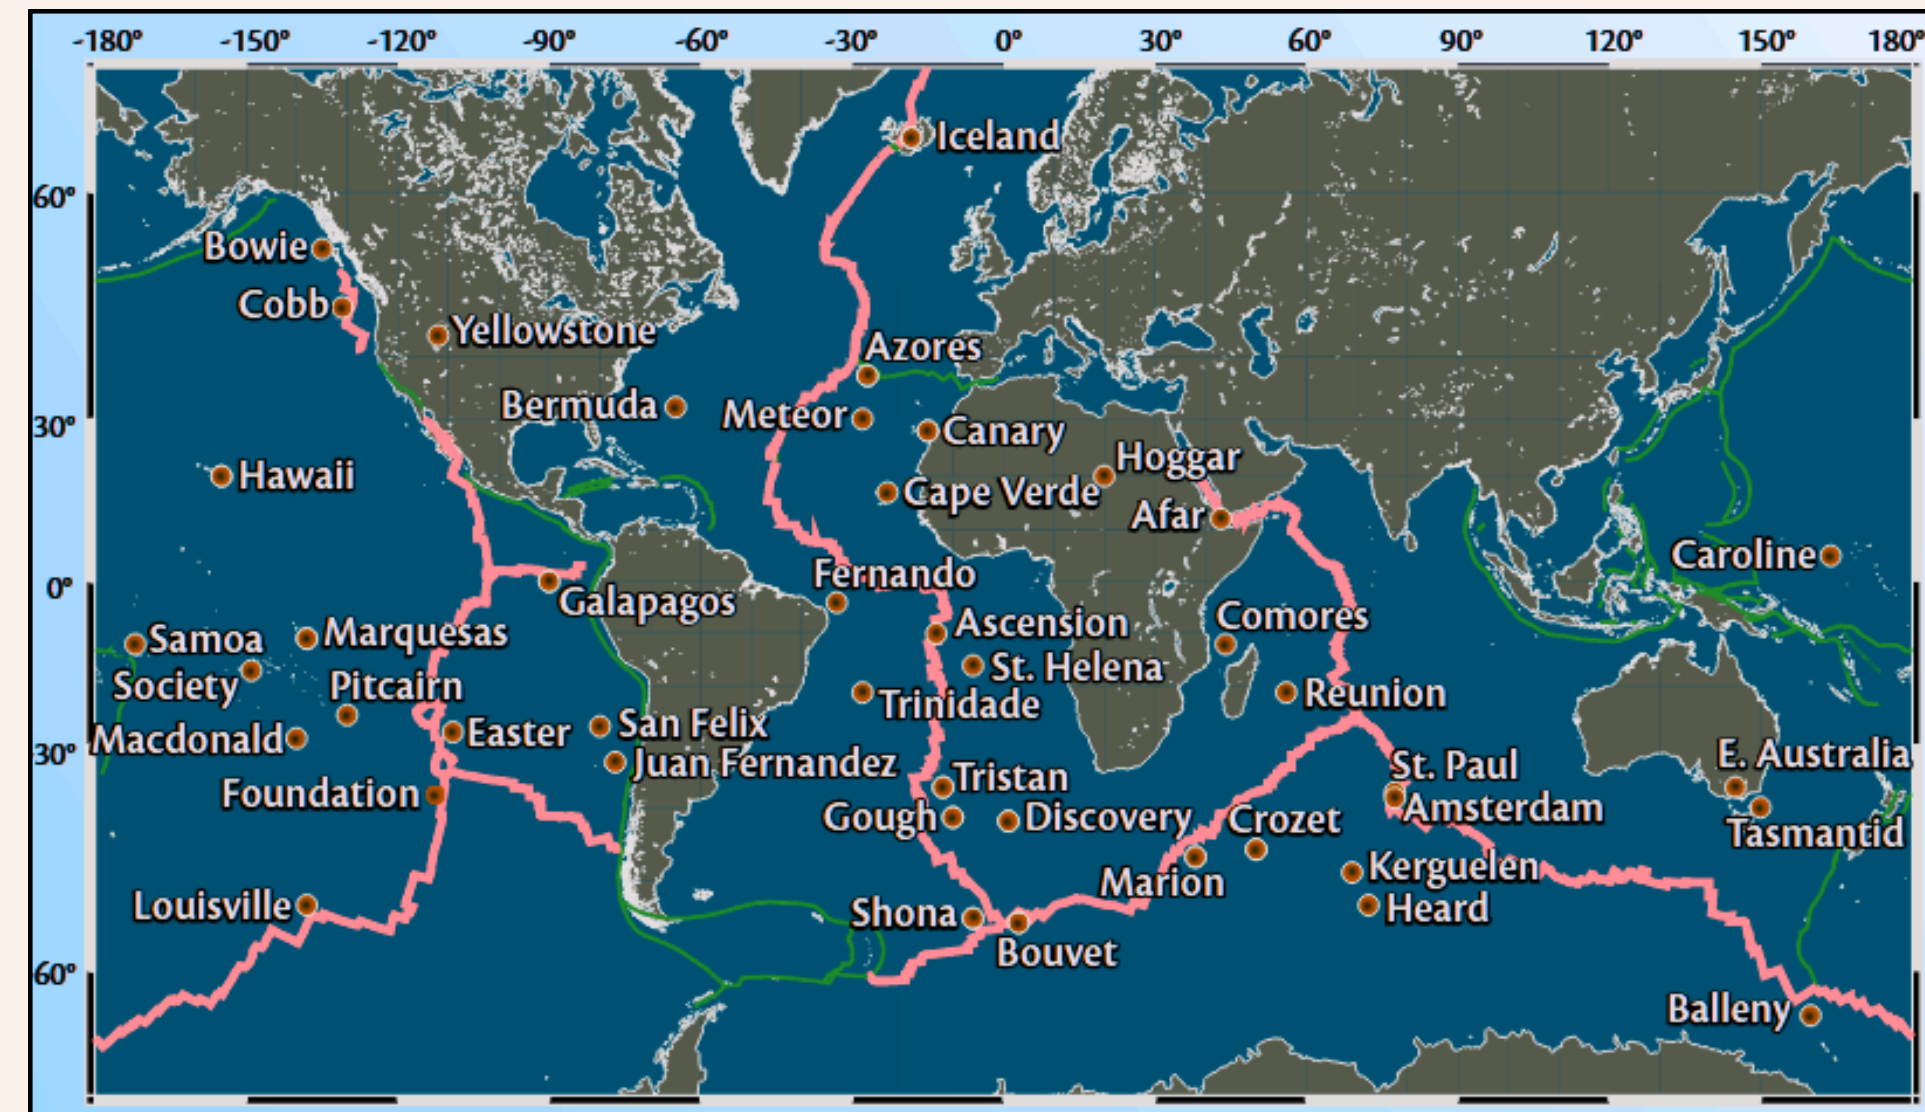 -180° -150° -120° -90° -60° -30° 0° 30° 60° 90° 120° 150° 180°
Iceland
60°
Bowie
Cobb
Yellowstone
Azores
Bermuda
Meteor
30°
Canary
Hoggar
Hawaii
Cape Verde
Afar
Caroline
Fernando
0°
Galapagos
Comores
Ascension
Samoa
Marquesas
St. Helena
Society
Pitcairn
Reunion
Trinidade
San Felix
Easter
Macdonald
30°
E. Australia
Juan Fernandez
St. Paul
Tristan
Foundation
Amsterdam
Gough
Discovery
Crozet
Tasmantid
Kerguelen
Marion
Louisville
Heard
Shona
Bouvet
60°
Balleny